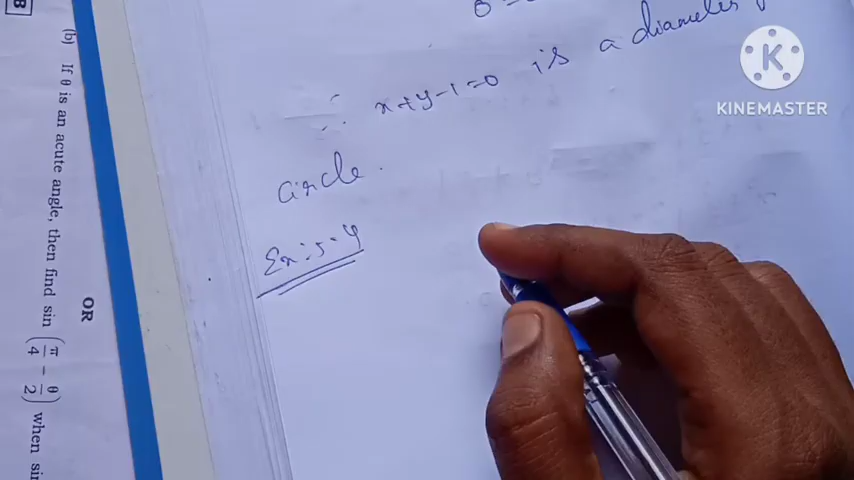 θ =
∴ x+y-1=0 is a diameter
circle.
Ex: 5.4
KINEMASTER
B
(b) If θ is an acute angle, then find sin (π/4 - θ/2) when sin
OR